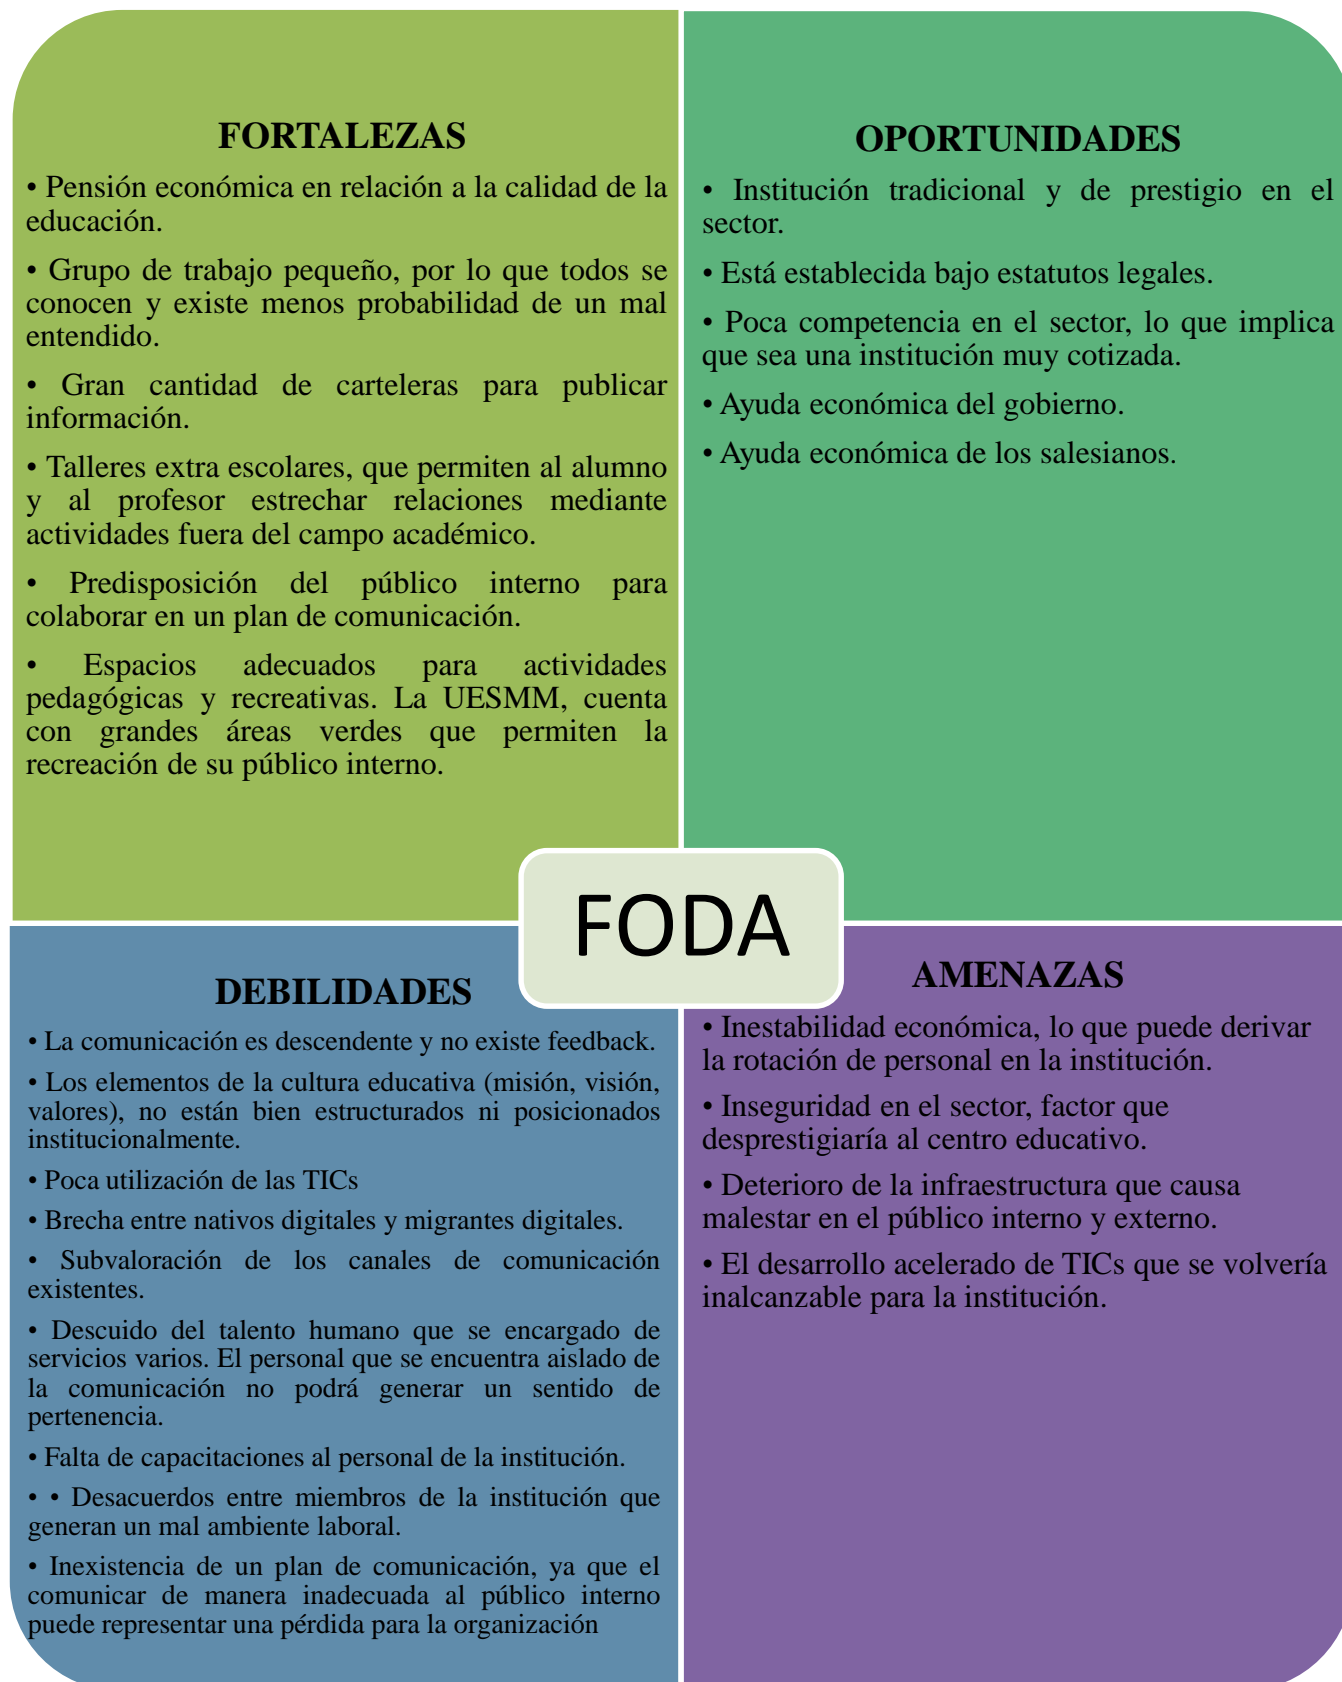 FORTALEZAS
• Pensión económica en relación a la calidad de la
educación.
• Grupo de trabajo pequeño, por lo que todos se
conocen y existe menos probabilidad de un mal
entendido.
• Gran cantidad de carteleras para publicar
información.
• Talleres extra escolares, que permiten al alumno
y al profesor estrechar relaciones mediante
actividades fuera del campo académico.
• Predisposición del público interno para
colaborar en un plan de comunicación.
• Espacios adecuados para actividades
pedagógicas y recreativas. La UESMM, cuenta
con grandes áreas verdes que permiten la
recreación de su público interno.
OPORTUNIDADES
• Institución tradicional y de prestigio en el
sector.
• Está establecida bajo estatutos legales.
• Poca competencia en el sector, lo que implica
que sea una institución muy cotizada.
• Ayuda económica del gobierno.
• Ayuda económica de los salesianos.
FODA
DEBILIDADES
• La comunicación es descendente y no existe feedback.
• Los elementos de la cultura educativa (misión, visión,
valores), no están bien estructurados ni posicionados
institucionalmente.
• Poca utilización de las TICs
• Brecha entre nativos digitales y migrantes digitales.
• Subvaloración de los canales de comunicación
existentes.
• Descuido del talento humano que se encargado de
servicios varios. El personal que se encuentra aislado de
la comunicación no podrá generar un sentido de
pertenencia.
• Falta de capacitaciones al personal de la institución.
• • Desacuerdos entre miembros de la institución que
generan un mal ambiente laboral.
• Inexistencia de un plan de comunicación, ya que el
comunicar de manera inadecuada al público interno
puede representar una pérdida para la organización
AMENAZAS
• Inestabilidad económica, lo que puede derivar
la rotación de personal en la institución.
• Inseguridad en el sector, factor que
desprestigiaría al centro educativo.
• Deterioro de la infraestructura que causa
malestar en el público interno y externo.
• El desarrollo acelerado de TICs que se volvería
inalcanzable para la institución.